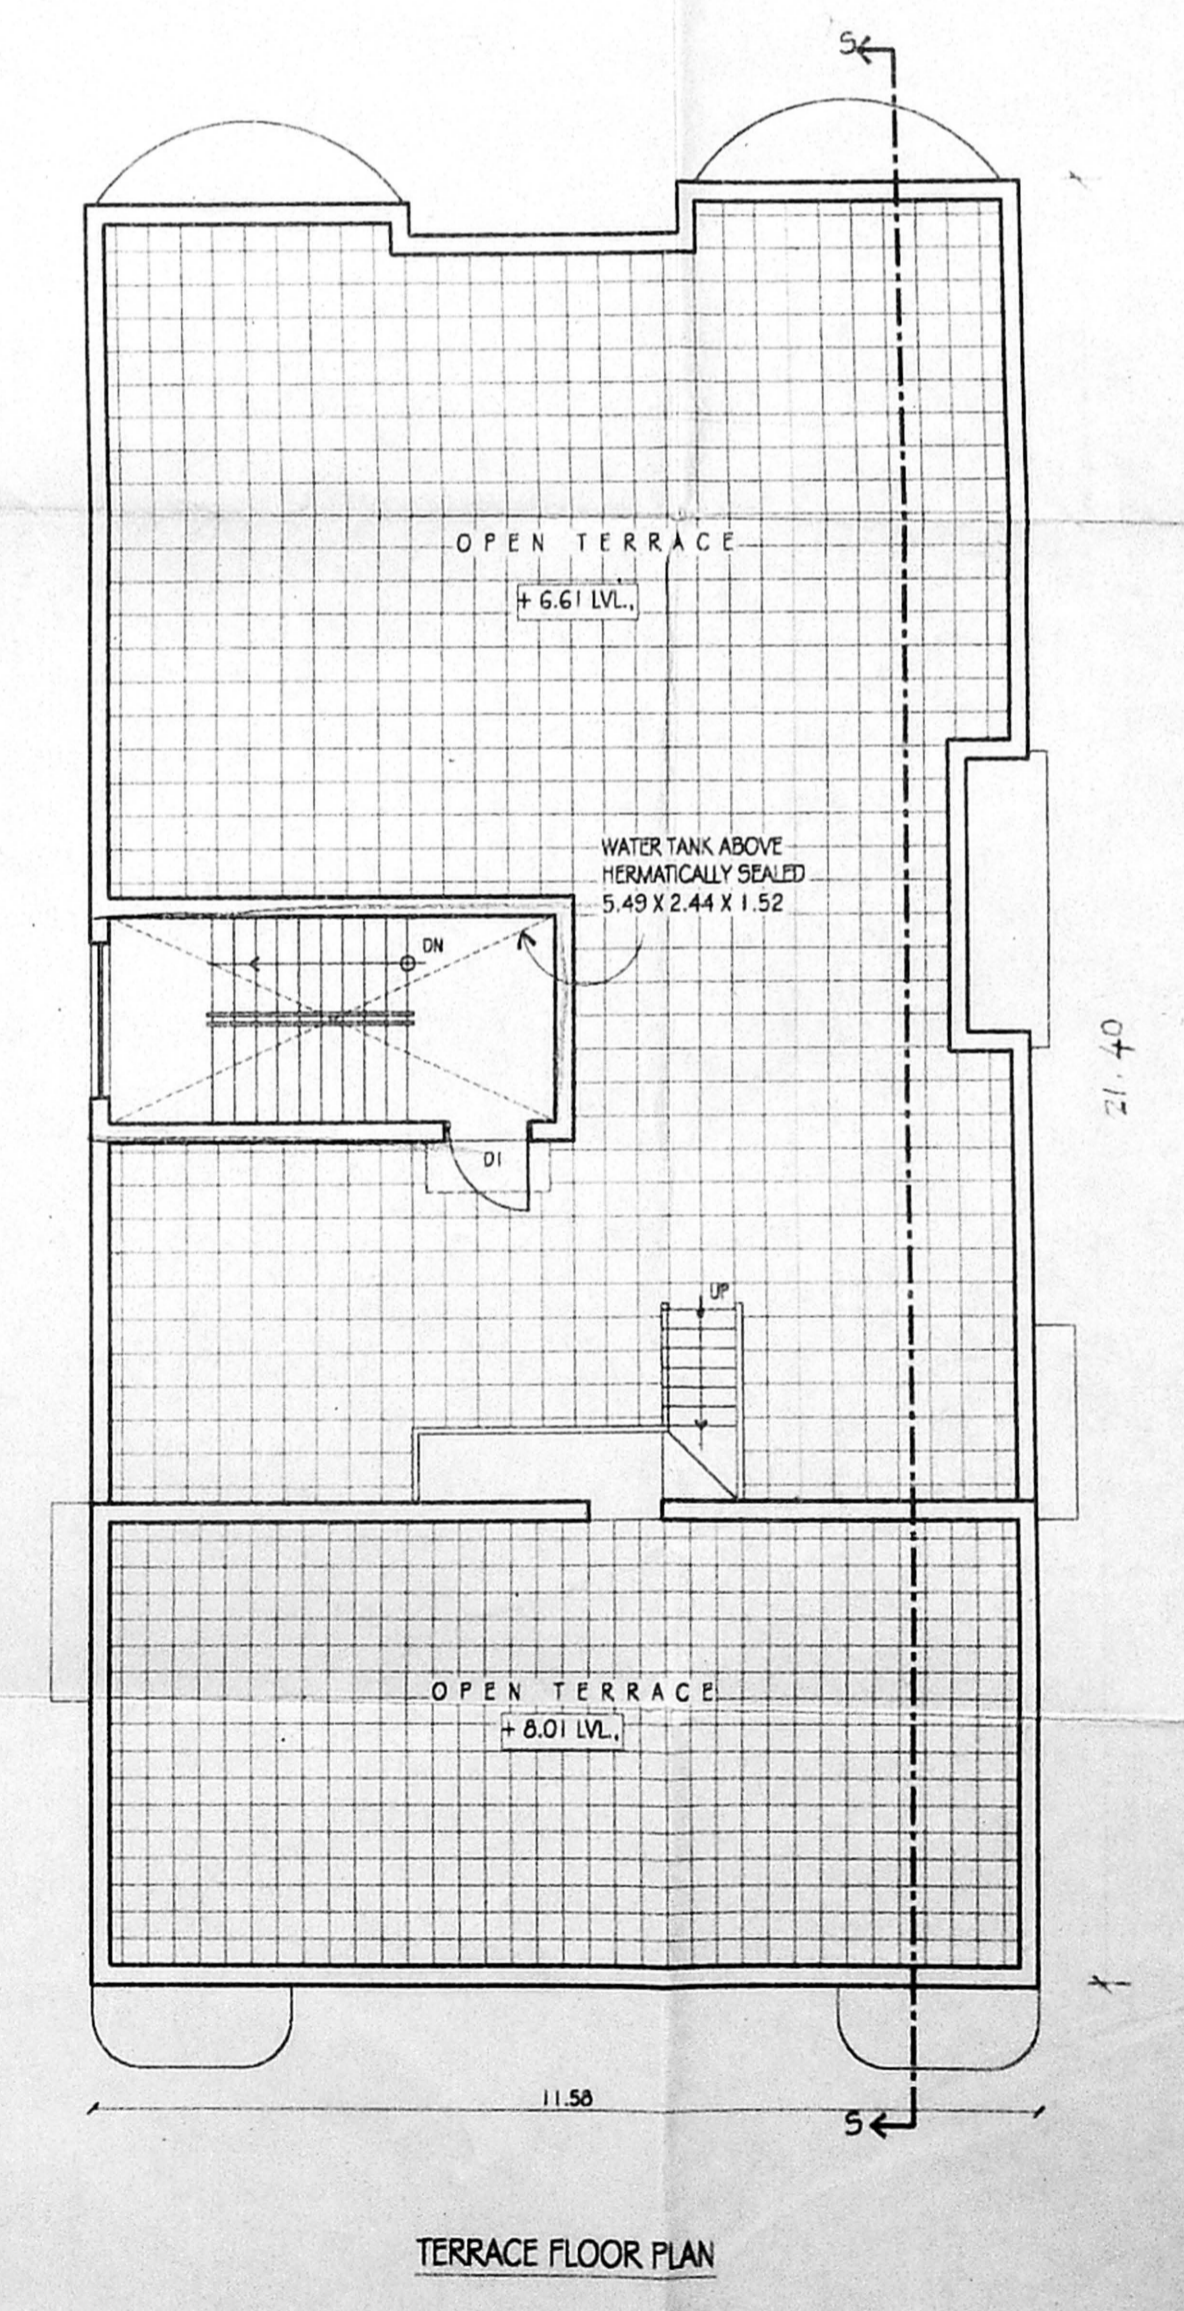 S
OPEN TERRACE
+ 6.61 LVL.,
WATER TANK ABOVE
HERMATICALLY SEALED
5.49 X 2.44 X 1.52
DN
21.40
D1
UP
OPEN TERRACE
+ 8.01 LVL.,
11.58
S
TERRACE FLOOR PLAN